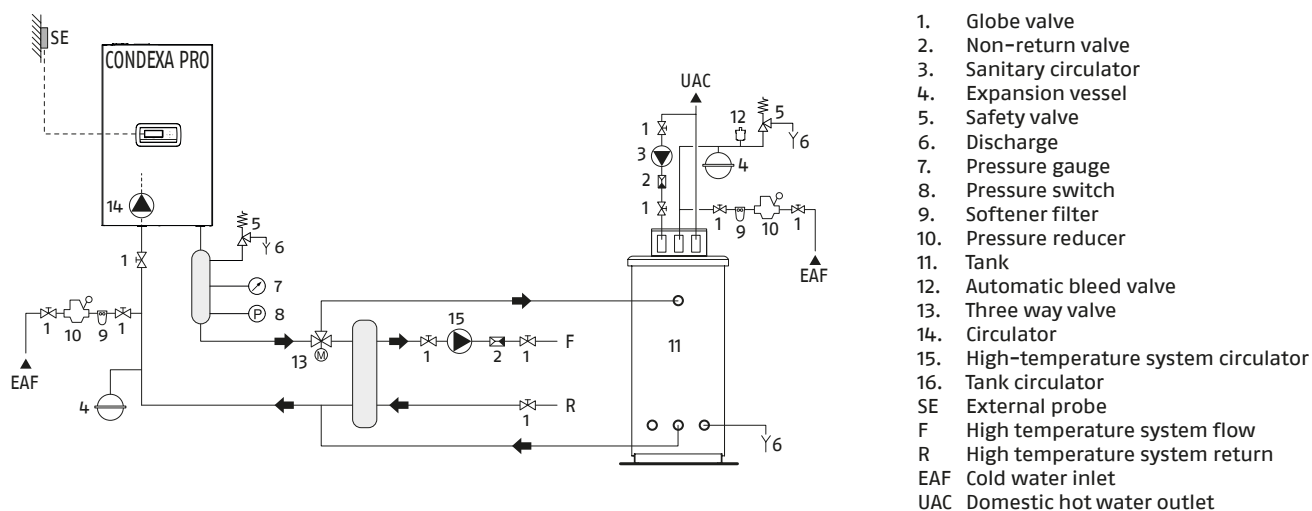 SE
CONDEXA PRO
14
1
5
6
7
P
8
1
10
9
1
EAF
4
13
M
15
1
2
1
F
1
R
UAC
1
3
2
1
12
5
6
4
1
9
10
1
EAF
11
6
1. Globe valve
2. Non-return valve
3. Sanitary circulator
4. Expansion vessel
5. Safety valve
6. Discharge
7. Pressure gauge
8. Pressure switch
9. Softener filter
10. Pressure reducer
11. Tank
12. Automatic bleed valve
13. Three way valve
14. Circulator
15. High-temperature system circulator
16. Tank circulator
SE External probe
F High temperature system flow
R High temperature system return
EAF Cold water inlet
UAC Domestic hot water outlet